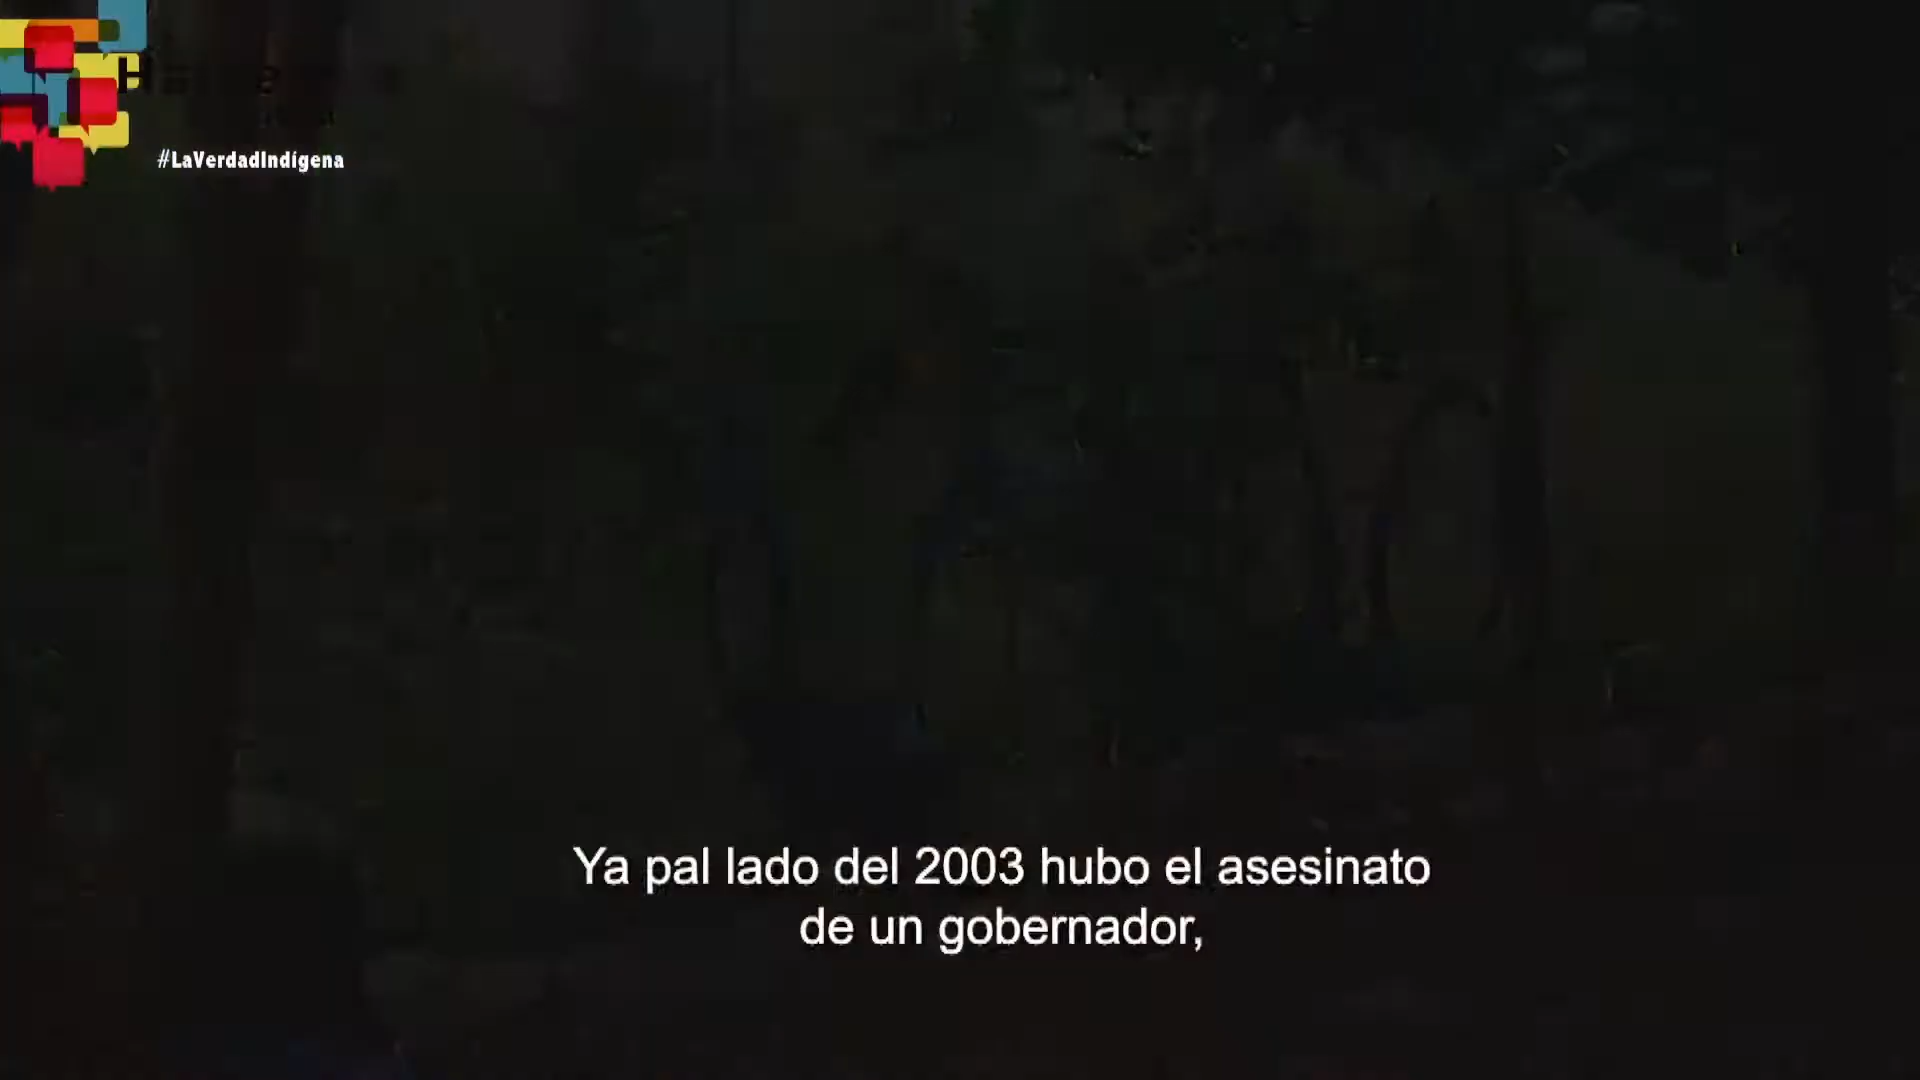 #LaVerdadIndígena
Ya pal lado del 2003 hubo el asesinato
de un gobernador,